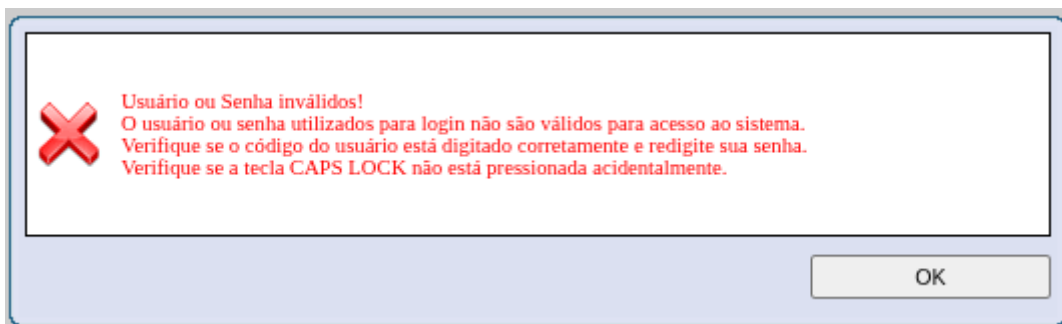 Usuário ou Senha inválidos!
O usuário ou senha utilizados para login não são válidos para acesso ao sistema.
Verifique se o código do usuário está digitado corretamente e redigite sua senha.
Verifique se a tecla CAPS LOCK não está pressionada acidentalmente.
OK